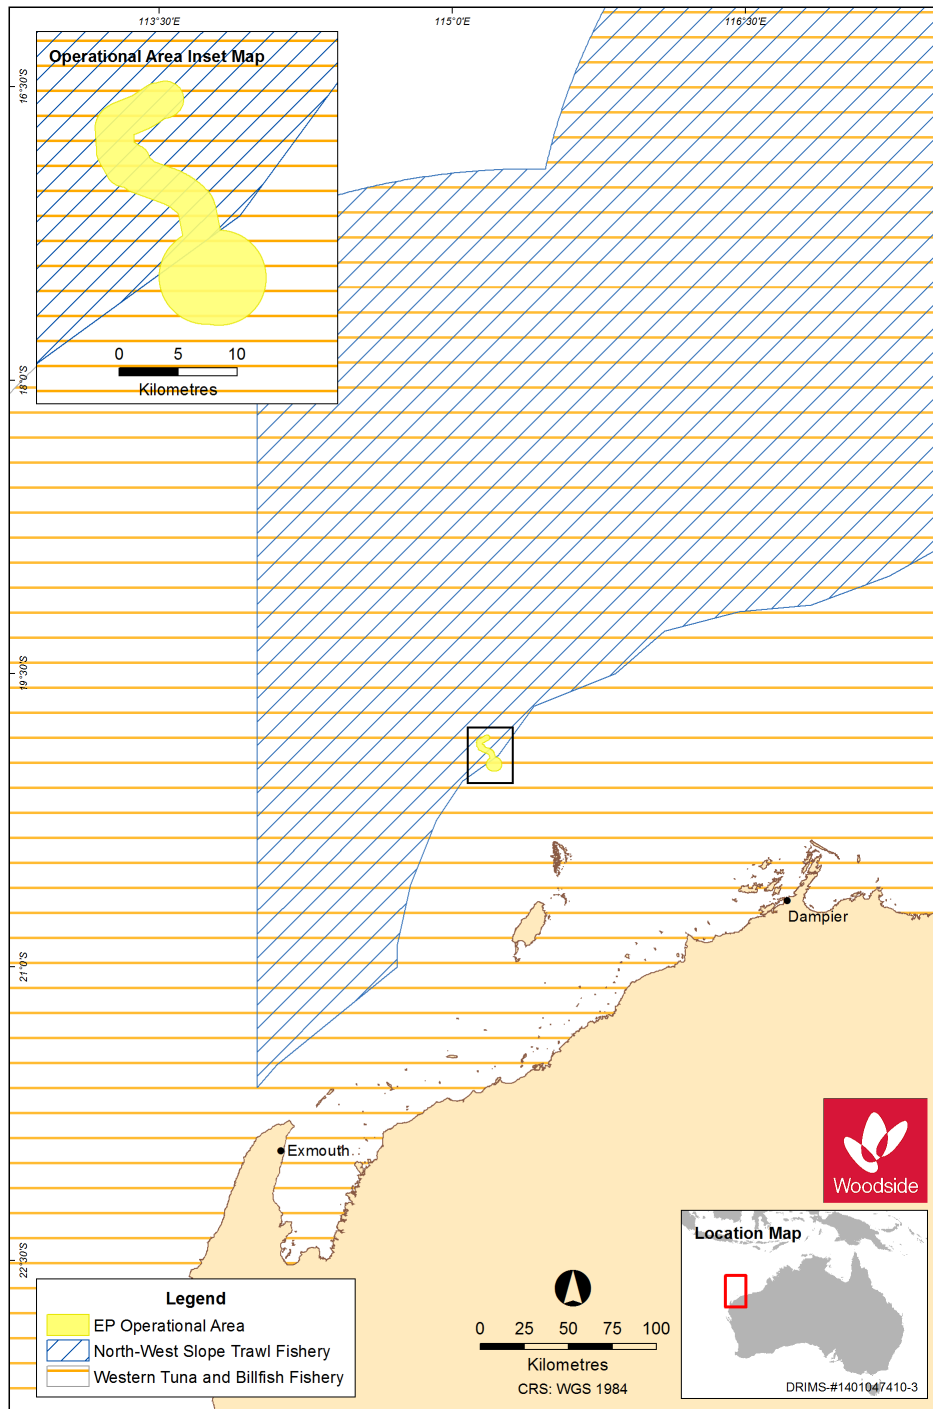 113°30'E
115°0'E
116°30'E
Operational Area Inset Map
0 5 10
Kilometres
16°30'S
18°0'S
19°30'S
21°0'S
22°30'S
Dampier
Exmouth
Woodside
Location Map
DRIMS-#1401047410-3
Legend
EP Operational Area
North-West Slope Trawl Fishery
Western Tuna and Billfish Fishery
0 25 50 75 100
Kilometres
CRS: WGS 1984